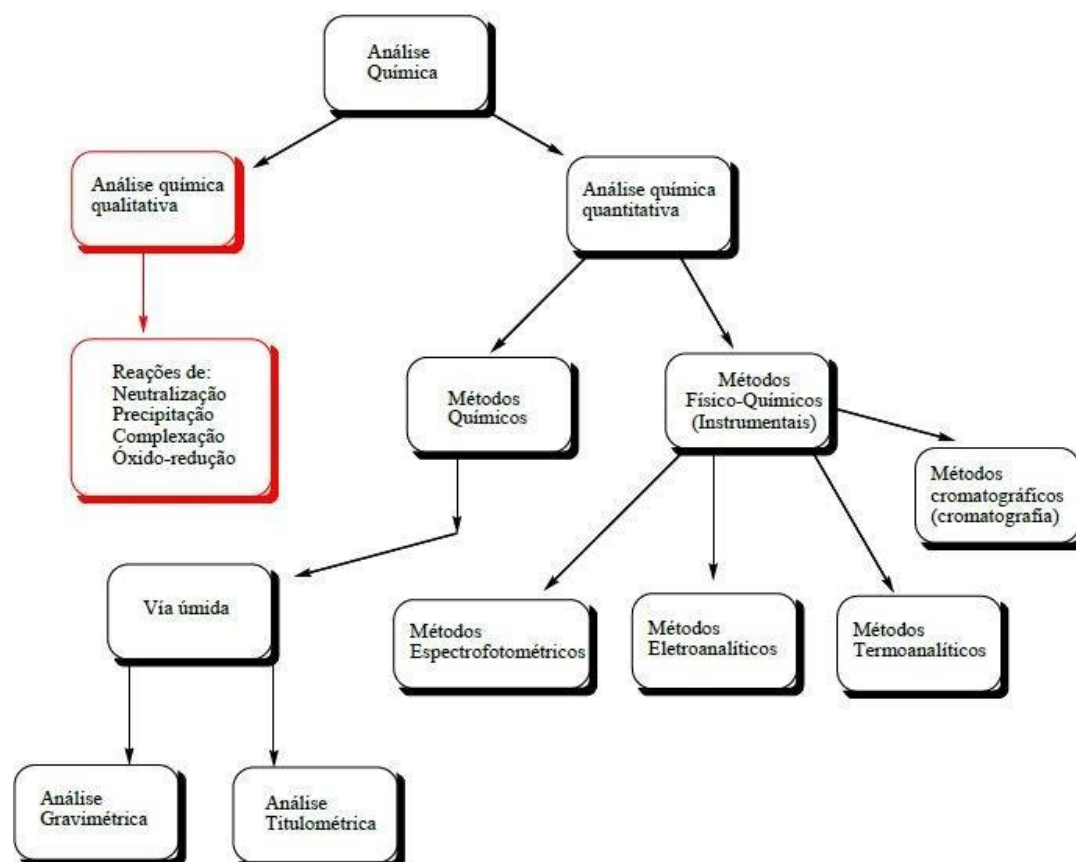 Análise
Química
Análise química
qualitativa
Análise química
quantitativa
Reações de:
Neutralização
Precipitação
Complexação
Óxido-redução
Métodos
Químicos
Métodos
Físico-Químicos
(Instrumentais)
Métodos
cromatográficos
(cromatografia)
Via úmida
Métodos
Espectrofotométricos
Métodos
Eletroanalíticos
Métodos
Termoanalíticos
Análise
Gravimétrica
Análise
Titulométrica